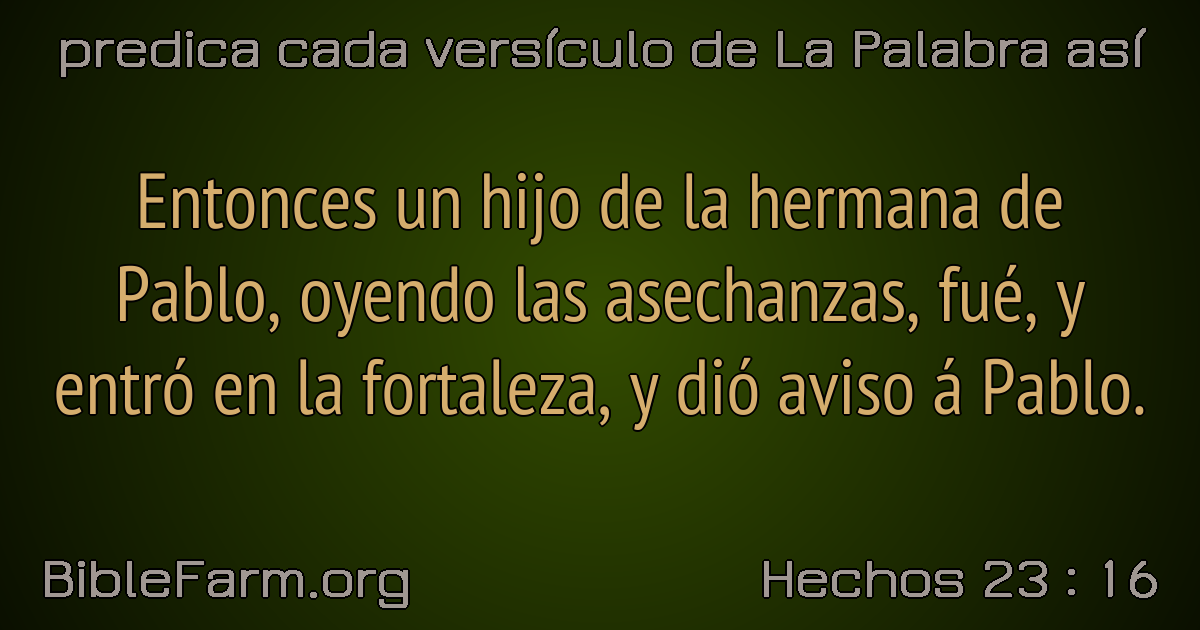 predica cada versículo de La Palabra así
Entonces un hijo de la hermana de
Pablo, oyendo las asechanzas, fué, y
entró en la fortaleza, y dió aviso á Pablo.
BibleFarm.org
Hechos 23 : 16